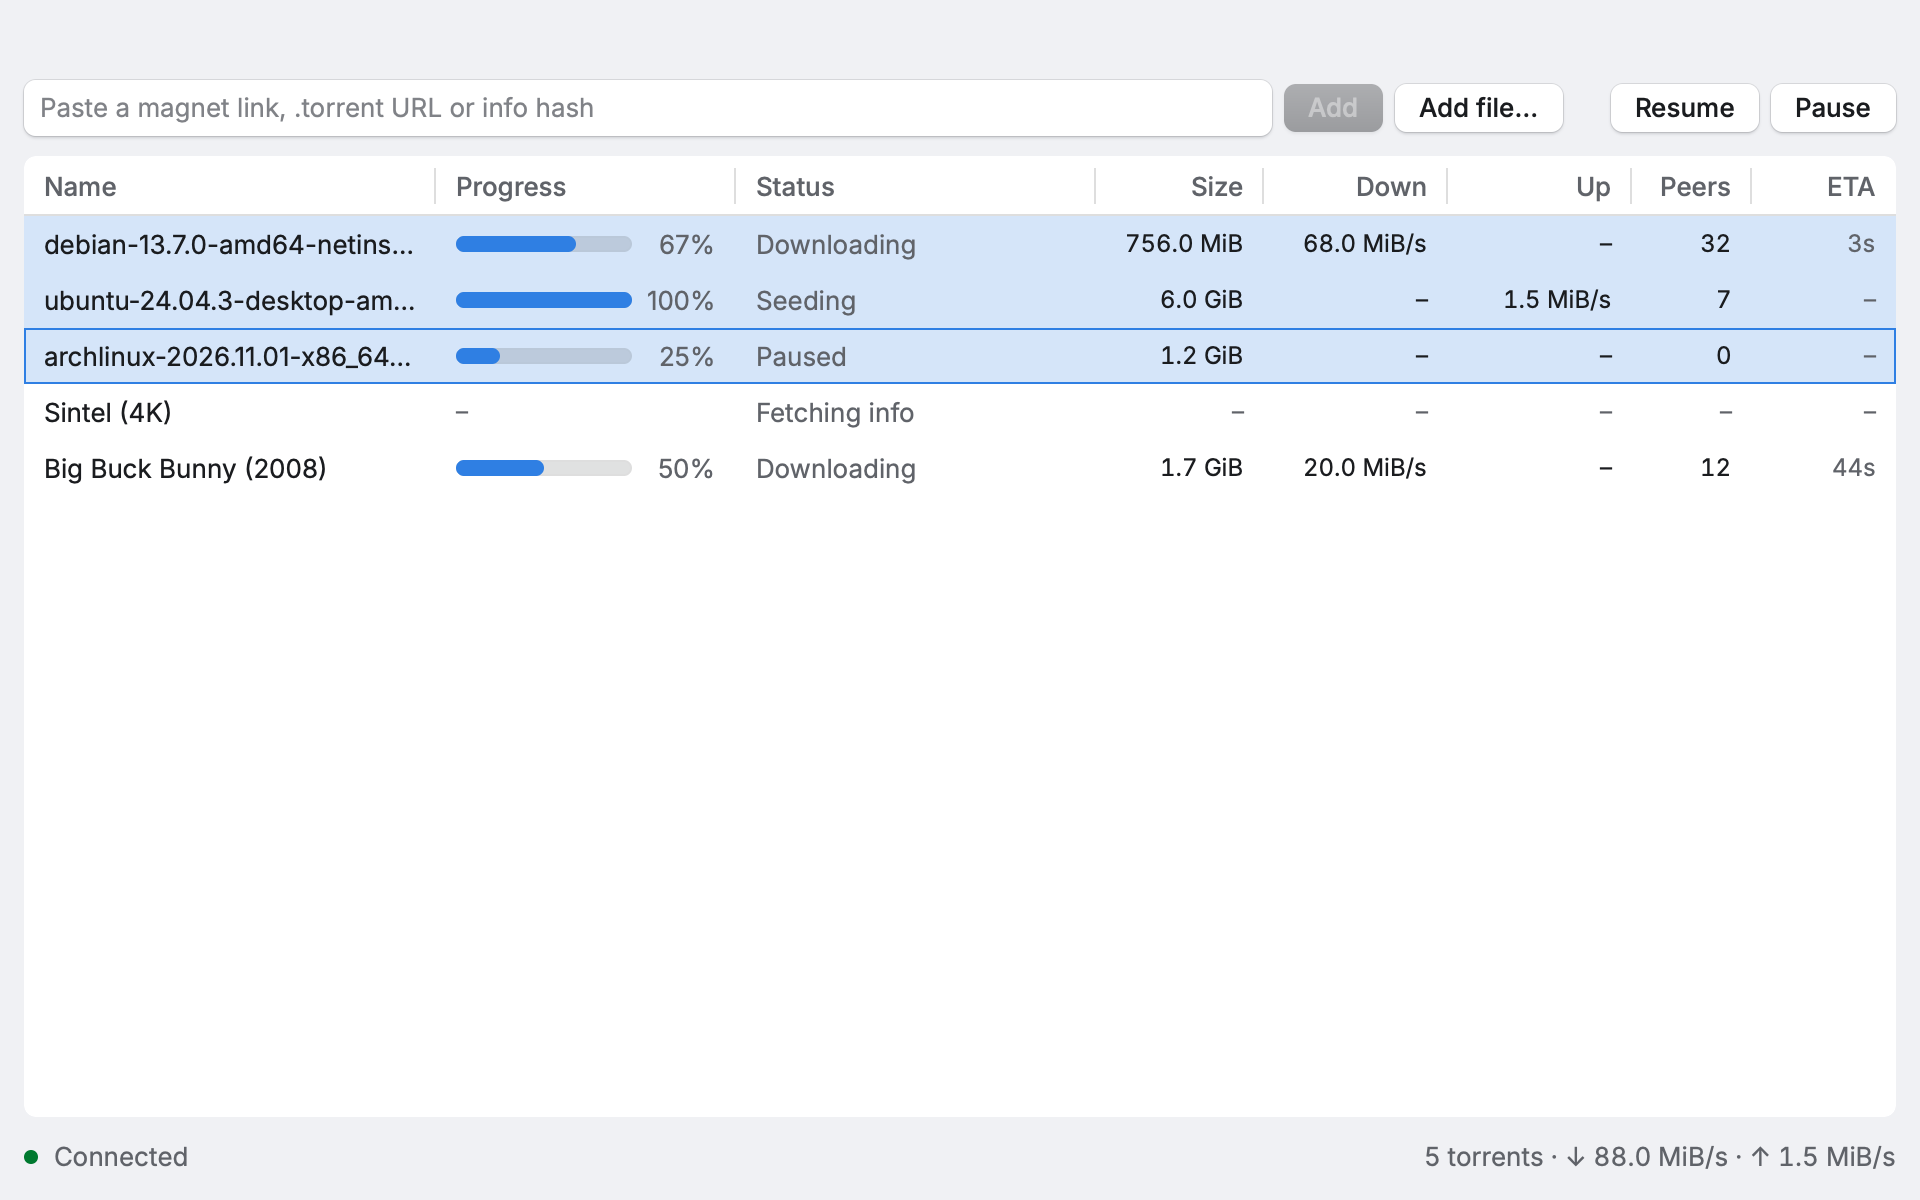 Paste a magnet link, .torrent URL or info hash Add Add file... Resume Pause
Name Progress Status Size Down Up Peers ETA
debian-13.7.0-amd64-netins... 67% Downloading 756.0 MiB 68.0 MiB/s – 32 3s
ubuntu-24.04.3-desktop-am... 100% Seeding 6.0 GiB – 1.5 MiB/s 7 –
archlinux-2026.11.01-x86_64... 25% Paused 1.2 GiB – – 0 –
Sintel (4K) – Fetching info – – – – –
Big Buck Bunny (2008) 50% Downloading 1.7 GiB 20.0 MiB/s – 12 44s
Connected 5 torrents · ↓ 88.0 MiB/s · ↑ 1.5 MiB/s